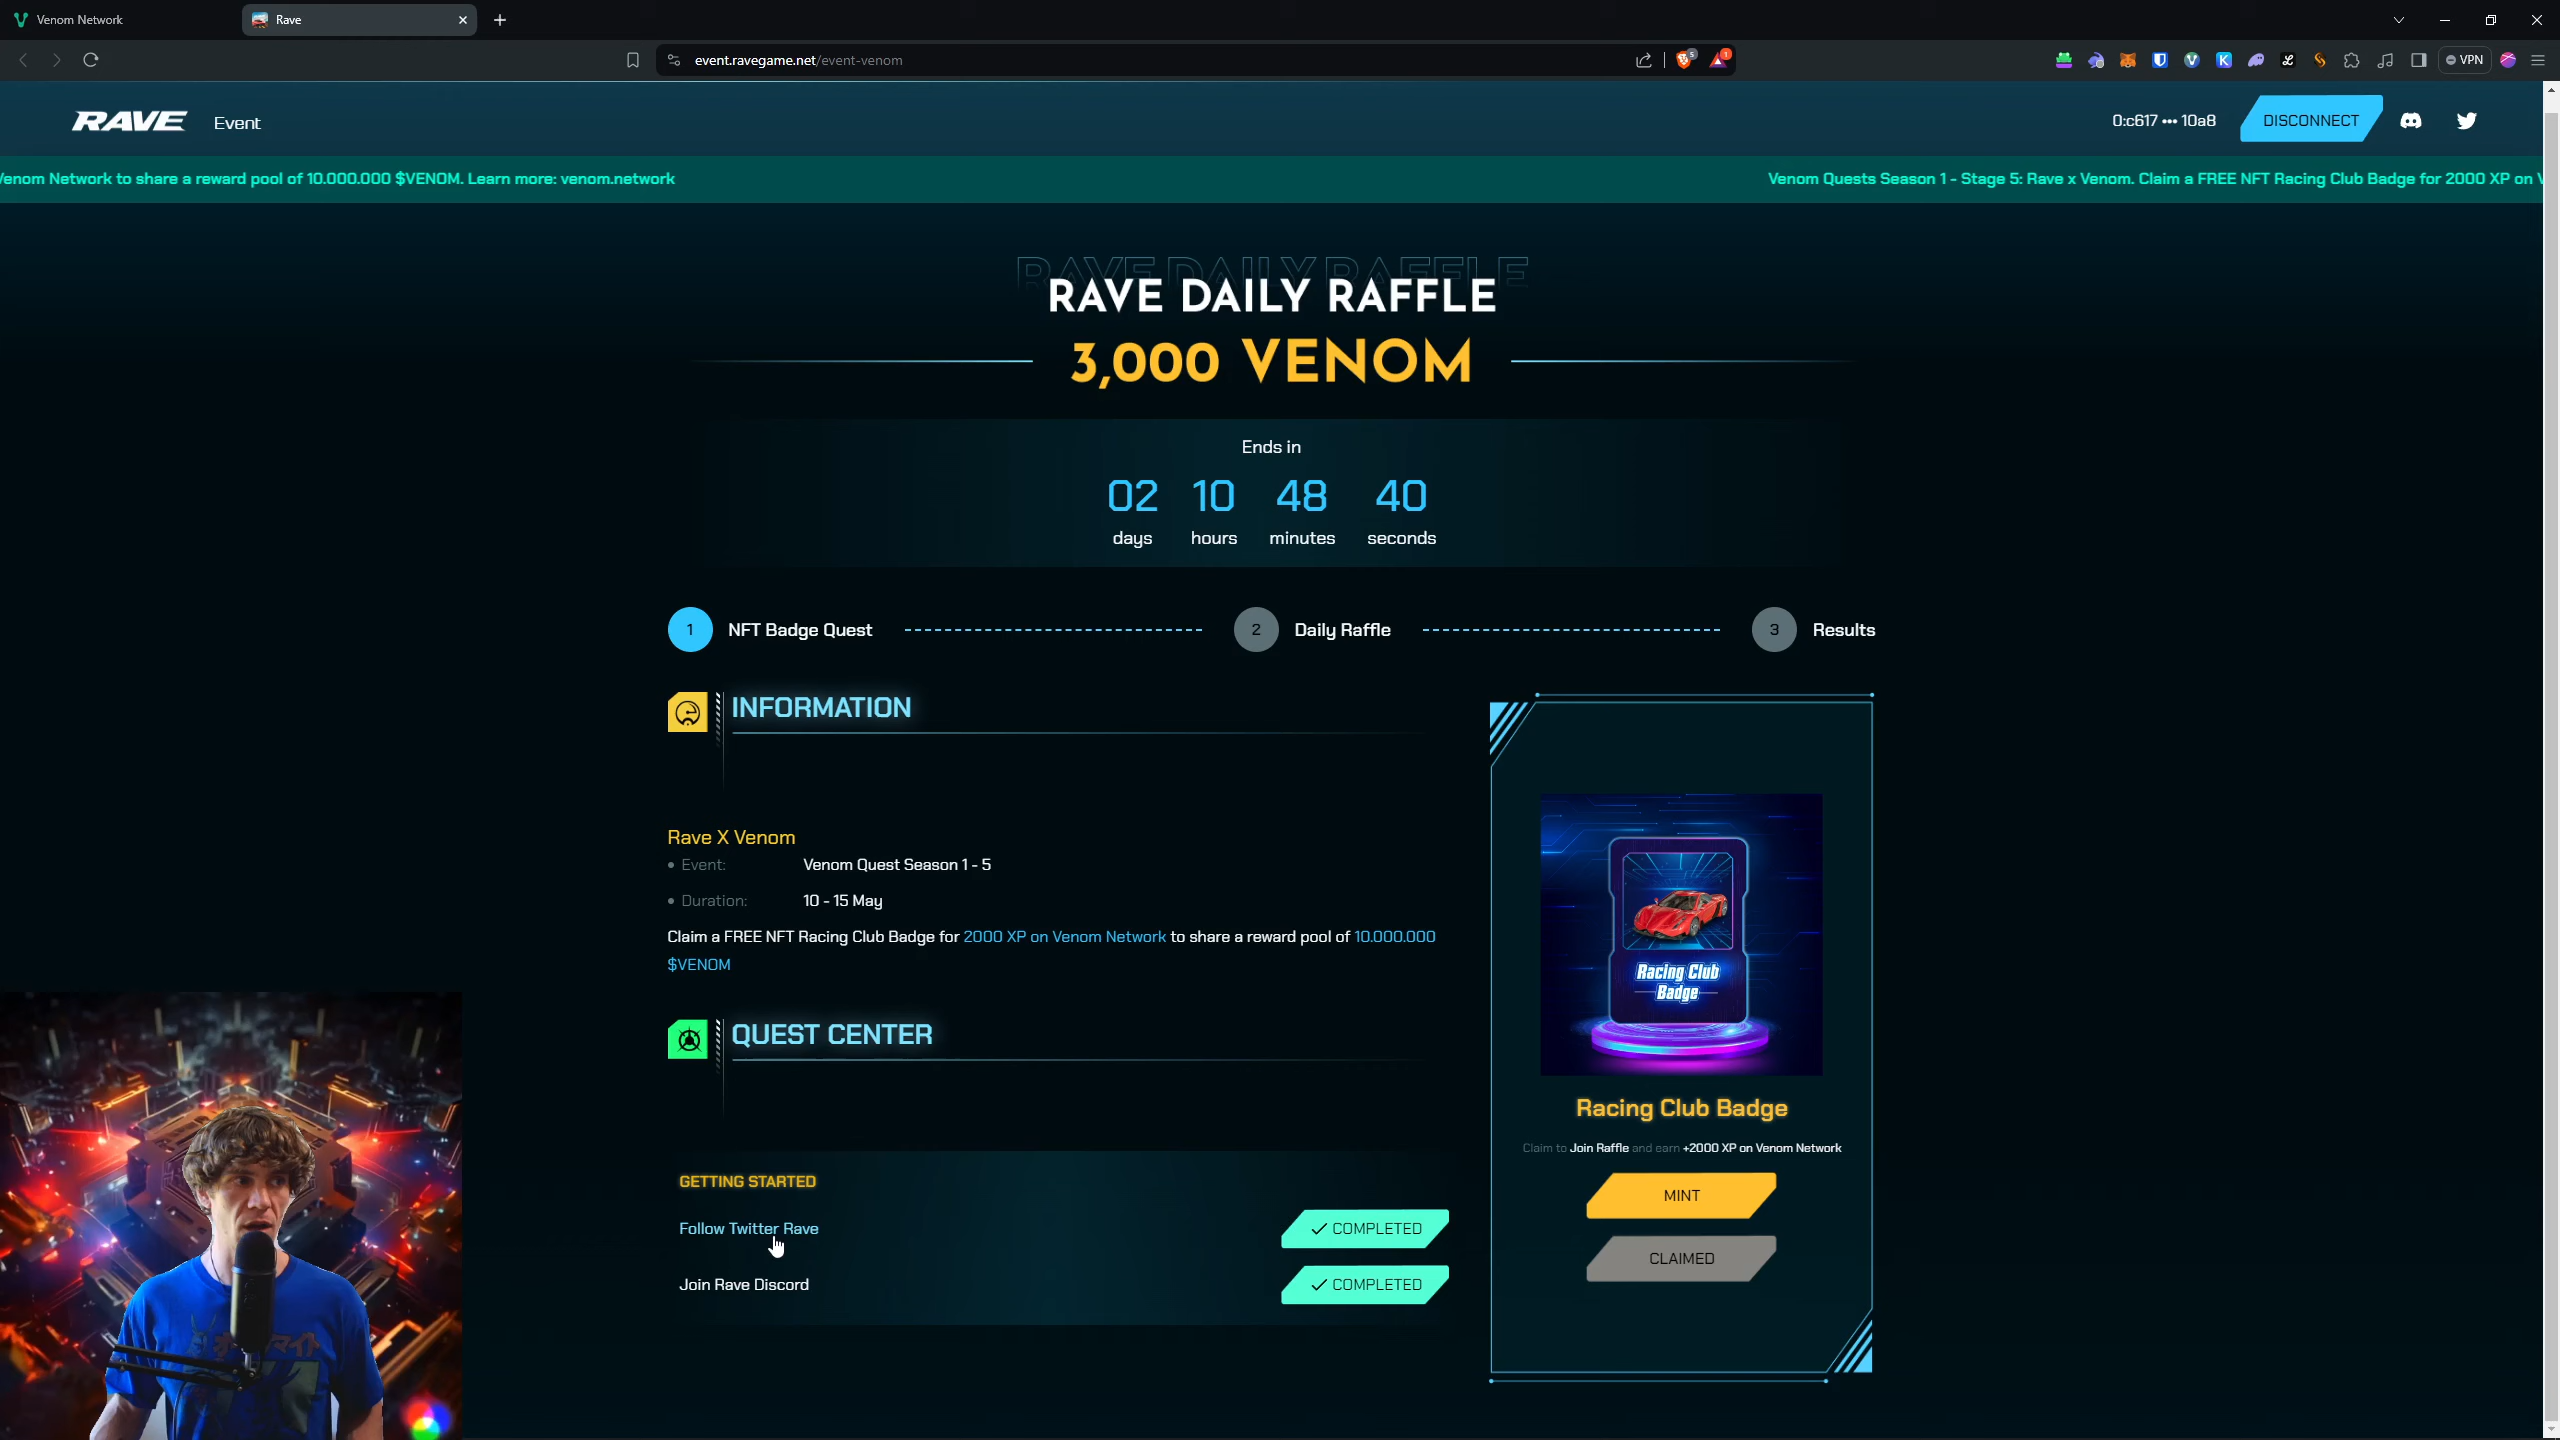 Venom Network
Rave
event.ravegame.net/event-venom
5
1
VPN
RAVE
Event
0:c617 ••• 10a8
DISCONNECT
Venom Network to share a reward pool of 10.000.000 $VENOM. Learn more: venom.network
Venom Quests Season 1 - Stage 5: Rave x Venom. Claim a FREE NFT Racing Club Badge for 2000 XP on V
RAVE DAILY RAFFLE
RAVE DAILY RAFFLE
3,000 VENOM
Ends in
02 10 48 40
days hours minutes seconds
1 NFT Badge Quest
2 Daily Raffle
3 Results
INFORMATION
Rave X Venom
• Event: Venom Quest Season 1 - 5
• Duration: 10 - 15 May
Claim a FREE NFT Racing Club Badge for 2000 XP on Venom Network to share a reward pool of 10.000.000
$VENOM
QUEST CENTER
GETTING STARTED
Follow Twitter Rave
✓ COMPLETED
Join Rave Discord
✓ COMPLETED
Racing Club
Badge
Racing Club Badge
Claim to Join Raffle and earn +2000 XP on Venom Network
MINT
CLAIMED